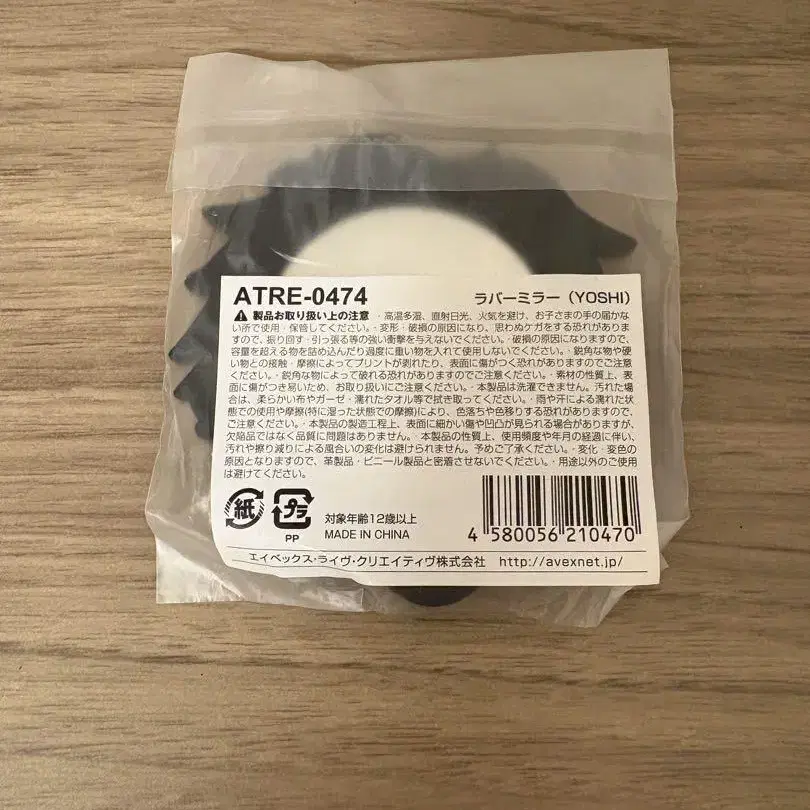 ATRE-0474 ラバーミラー（YOSHI）
製品お取り扱い上の注意 ・高温多湿、直射日光、火気を避け、お子さまの手の届かな
い所で使用・保管してください。・変形・破損の原因になり、思わぬケガをする恐れがありま
すので、振り回す・引っ張る等の強い衝撃を与えないでください。・破損の原因になりますので、
容量を超える物を詰め込んだり過度に重い物を入れて使用しないでください。・鋭角な物や硬
い物との接触・摩擦によってプリントが剥れたり、表面に傷がつく恐れがありますのでご注意
ください。・鋭角な物によって破れる恐れがありますのでご注意ください。・素材の性質上、表
面に傷がつき易いため、お取り扱いにご注意ください。・本製品は洗濯できません。汚れた場
合は、柔らかい布やガーゼ・濡れたタオル等で拭き取ってください。・雨や汗による濡れた状
態での使用や摩擦(特に湿った状態での摩擦)により、色落ちや色移りする恐れがありますので、
ご注意ください。・本製品の製造工程上、表面に細かい傷や凹凸が見られる場合がありますが、
欠陥品ではなく品質に問題はありません。・本製品の性質上、使用頻度や年月の経過に伴い、
汚れや擦り減りによる風合いの変化は避けられません。予めご了承ください。・変化・変色の
原因となりますので、革製品・ビニール製品と密着させないでください。・用途以外のご使用
は避けてください。
紙 プラ
PP
対象年齢12歳以上
MADE IN CHINA
4 580056 210470
エイベックス・ライヴ・クリエイティヴ株式会社 http://avexnet.jp/